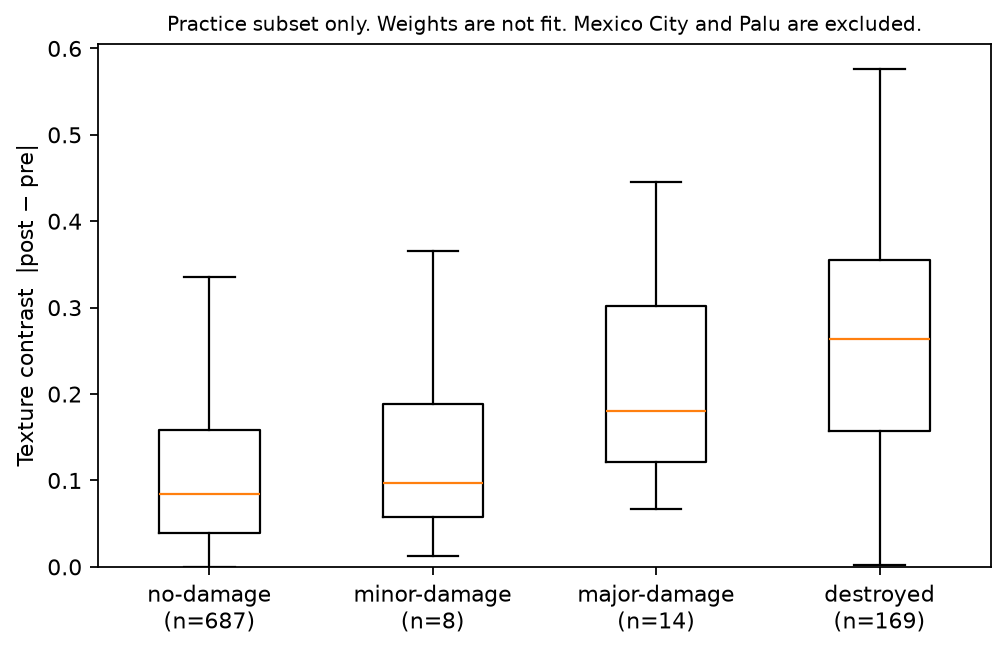 Practice subset only. Weights are not fit. Mexico City and Palu are excluded.
Texture contrast |post − pre|
0.6
0.5
0.4
0.3
0.2
0.1
0.0
no-damage
(n=687)
minor-damage
(n=8)
major-damage
(n=14)
destroyed
(n=169)